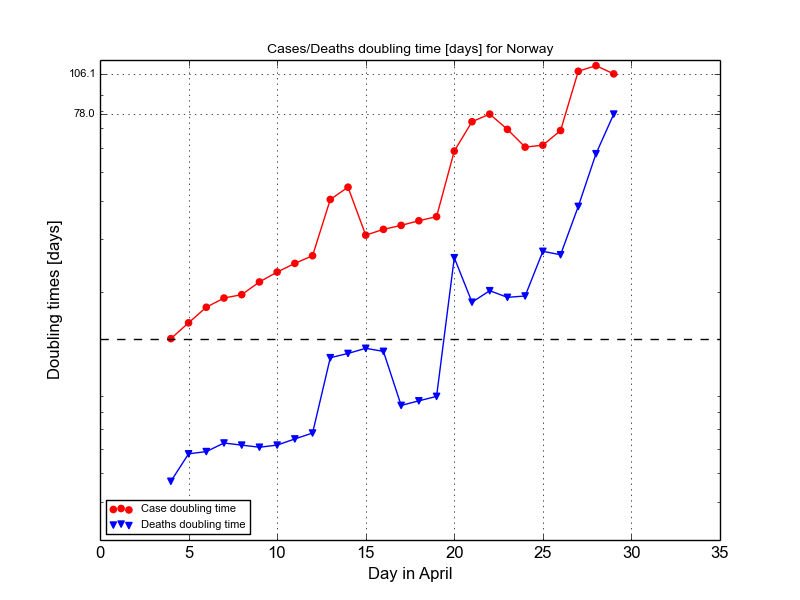 Cases/Deaths doubling time [days] for Norway
106.1
78.0
Doubling times [days]
Case doubling time
Deaths doubling time
0 5 10 15 20 25 30 35
Day in April